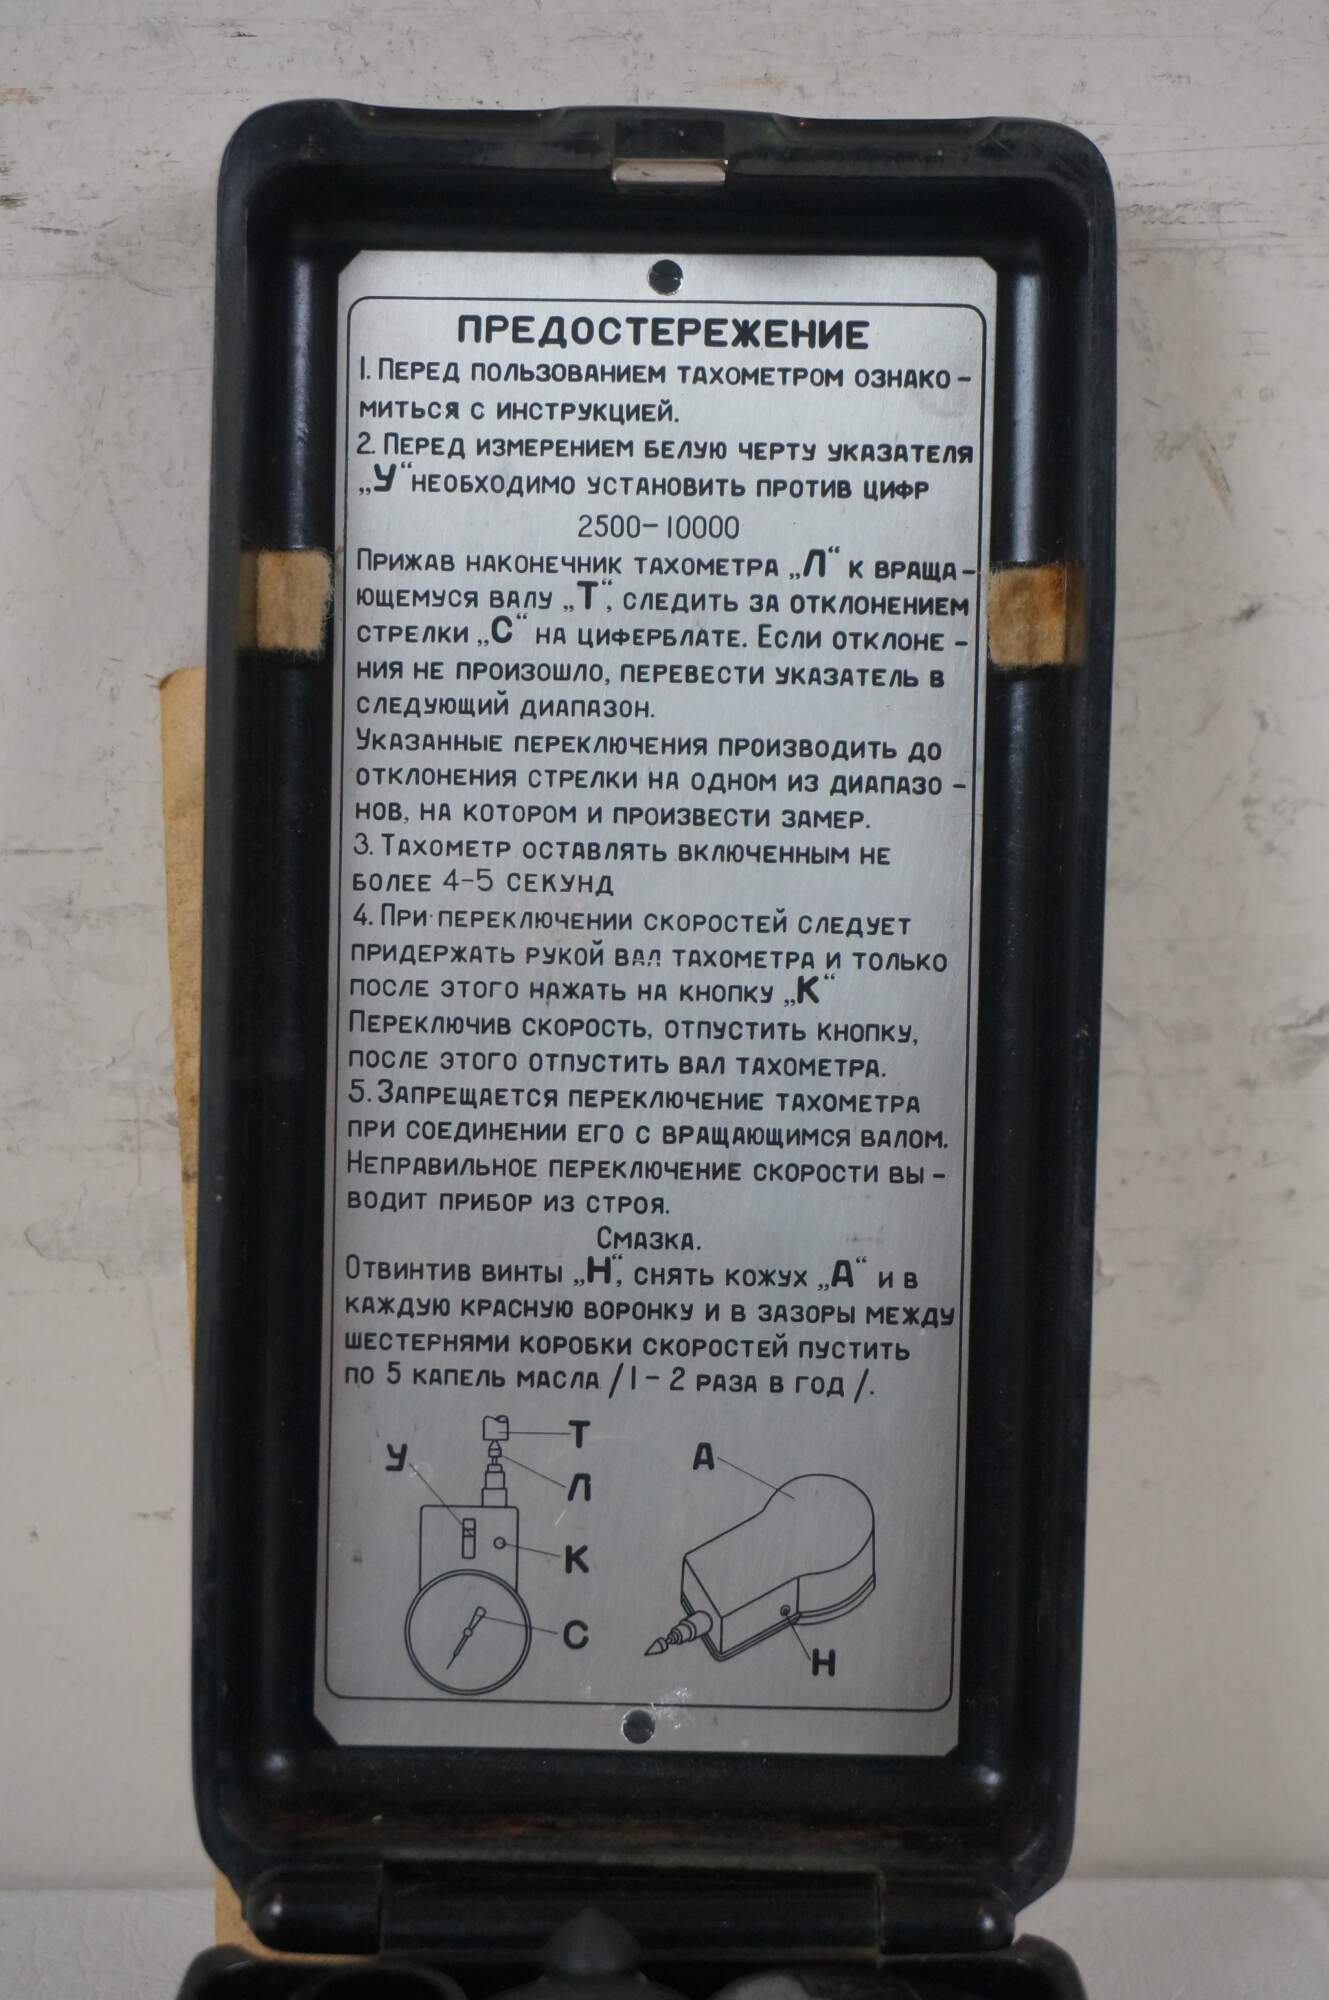 ПРЕДОСТЕРЕЖЕНИЕ
1. Перед пользованием тахометром ознако-
миться с инструкцией.
2. Перед измерением белую черту указателя
„У“ необходимо установить против цифр
2500-10000
Прижав наконечник тахометра „Л“ к враща-
ющемуся валу „Т“, следить за отклонением
стрелки „С“ на циферблате. Если отклоне-
ния не произошло, перевести указатель в
следующий диапазон.
Указанные переключения производить до
отклонения стрелки на одном из диапазо-
нов, на котором и произвести замер.
3. Тахометр оставлять включенным не
более 4-5 секунд
4. При переключении скоростей следует
придержать рукой вал тахометра и только
после этого нажать на кнопку „К“
Переключив скорость, отпустить кнопку,
после этого отпустить вал тахометра.
5. Запрещается переключение тахометра
при соединении его с вращающимся валом.
Неправильное переключение скорости вы-
водит прибор из строя.
Смазка.
Отвинтив винты „Н“, снять кожух „А“ и в
каждую красную воронку и в зазоры между
шестернями коробки скоростей пустить
по 5 капель масла /1-2 раза в год/.
Т
У
А
Л
К
С
Н